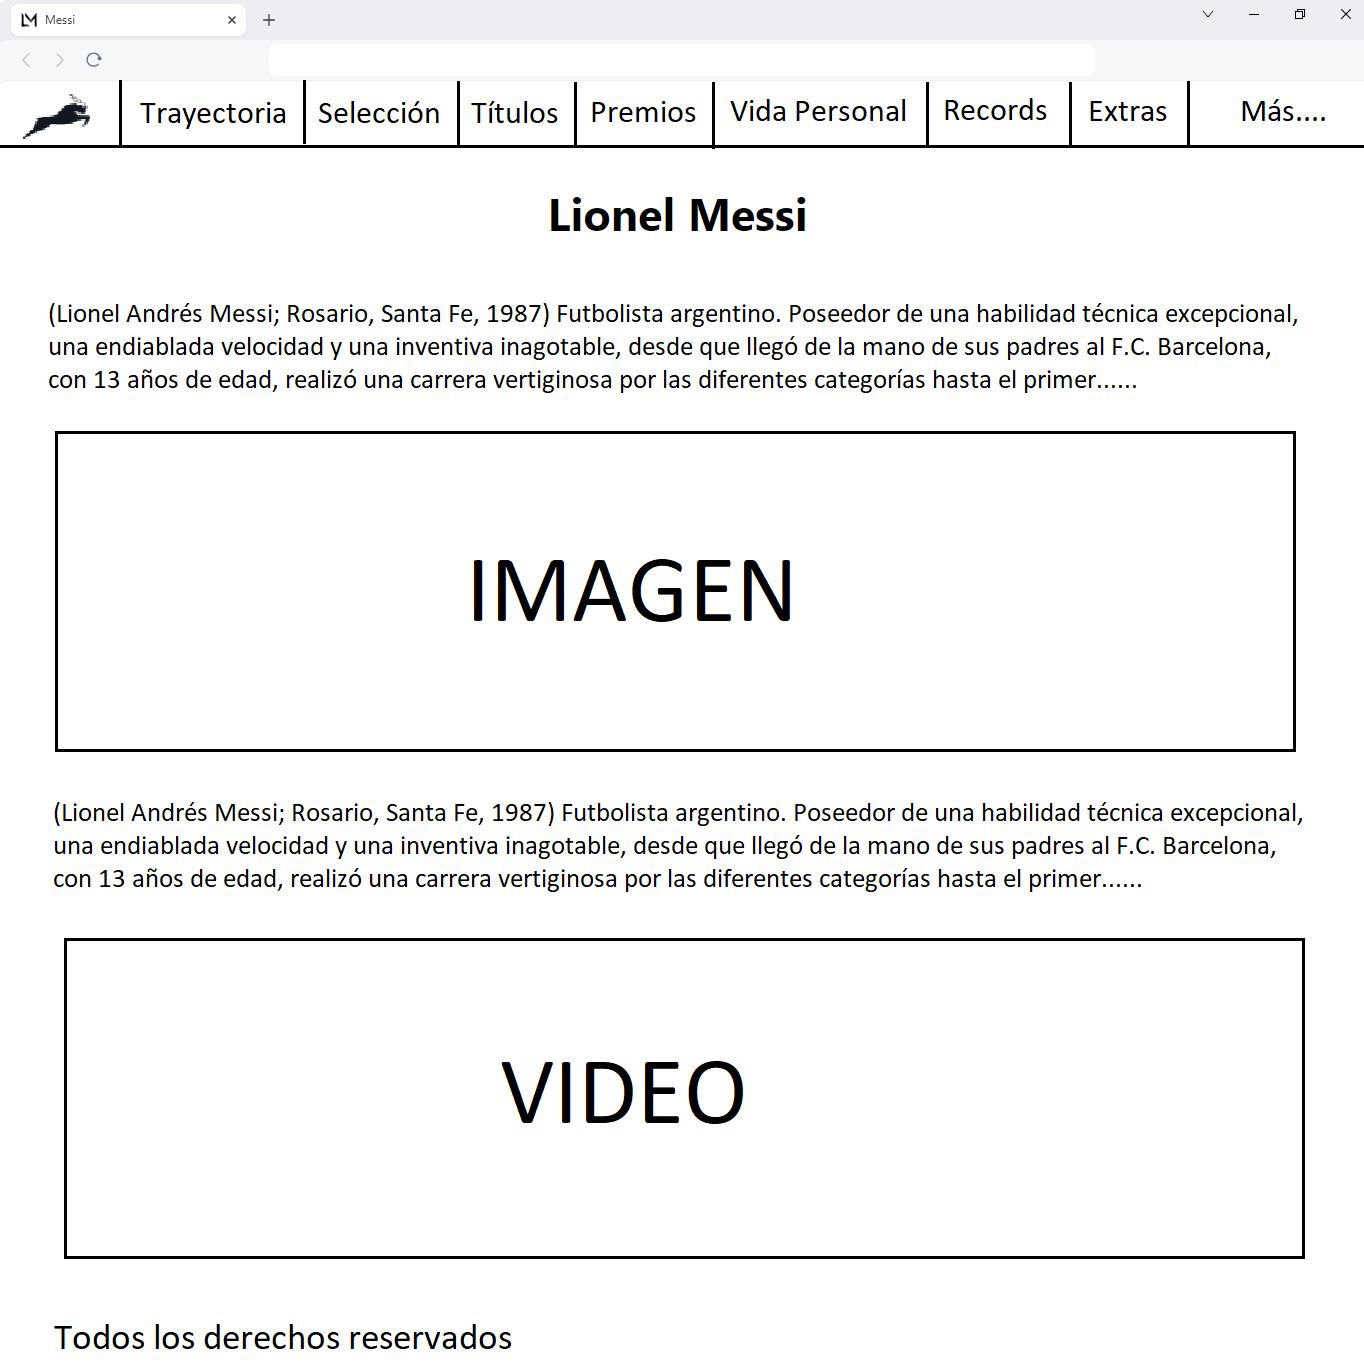 LM Messi
Trayectoria Selección Títulos Premios Vida Personal Records Extras Más....
Lionel Messi
(Lionel Andrés Messi; Rosario, Santa Fe, 1987) Futbolista argentino. Poseedor de una habilidad técnica excepcional,
una endiablada velocidad y una inventiva inagotable, desde que llegó de la mano de sus padres al F.C. Barcelona,
con 13 años de edad, realizó una carrera vertiginosa por las diferentes categorías hasta el primer......
IMAGEN
(Lionel Andrés Messi; Rosario, Santa Fe, 1987) Futbolista argentino. Poseedor de una habilidad técnica excepcional,
una endiablada velocidad y una inventiva inagotable, desde que llegó de la mano de sus padres al F.C. Barcelona,
con 13 años de edad, realizó una carrera vertiginosa por las diferentes categorías hasta el primer......
VIDEO
Todos los derechos reservados